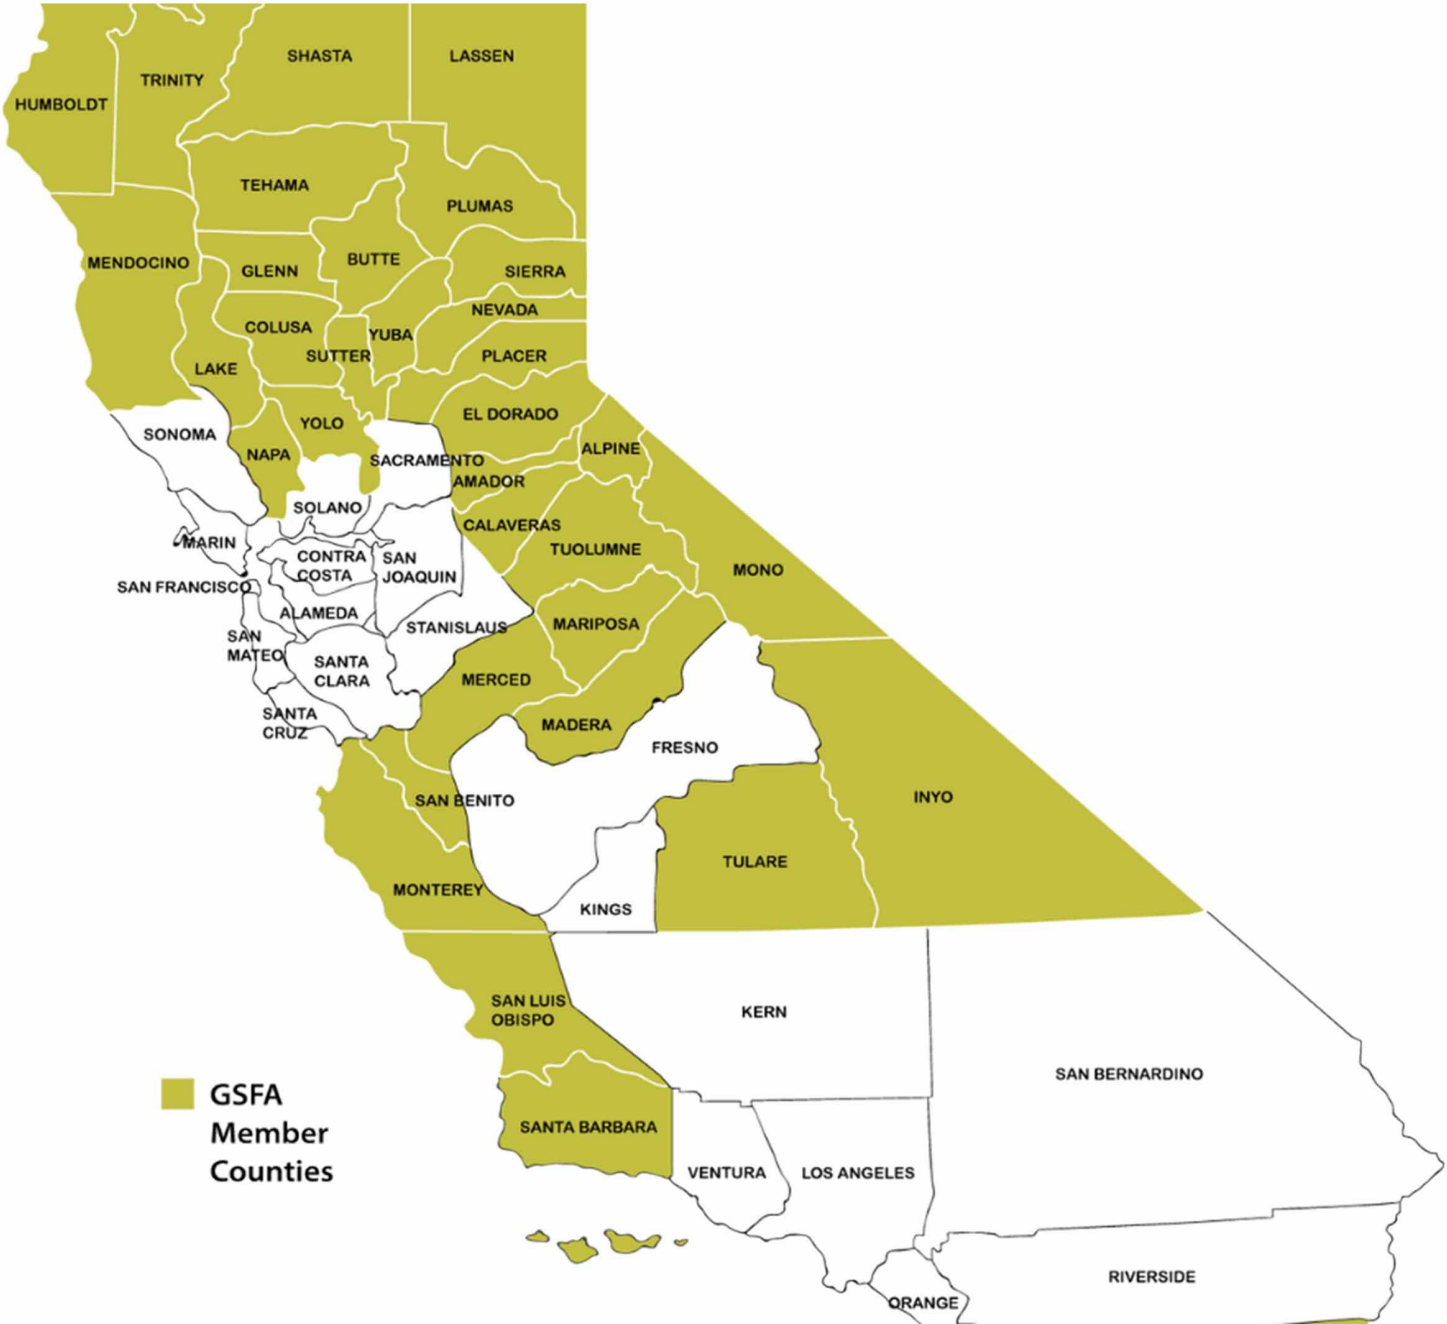 SHASTA
LASSEN
TRINITY
HUMBOLDT
TEHAMA
PLUMAS
MENDOCINO
GLENN
BUTTE
SIERRA
NEVADA
COLUSA
YUBA
SUTTER
PLACER
LAKE
EL DORADO
YOLO
SONOMA
NAPA
SACRAMENTO
ALPINE
AMADOR
SOLANO
CALAVERAS
MARIN
CONTRA
COSTA
SAN
JOAQUIN
TUOLUMNE
MONO
SAN FRANCISCO
ALAMEDA
STANISLAUS
MARIPOSA
SAN
MATEO
SANTA
CLARA
MERCED
SANTA
CRUZ
MADERA
FRESNO
SAN BENITO
INYO
TULARE
MONTEREY
KINGS
SAN LUIS
OBISPO
KERN
SAN BERNARDINO
GSFA
Member
Counties
SANTA BARBARA
VENTURA
LOS ANGELES
RIVERSIDE
ORANGE